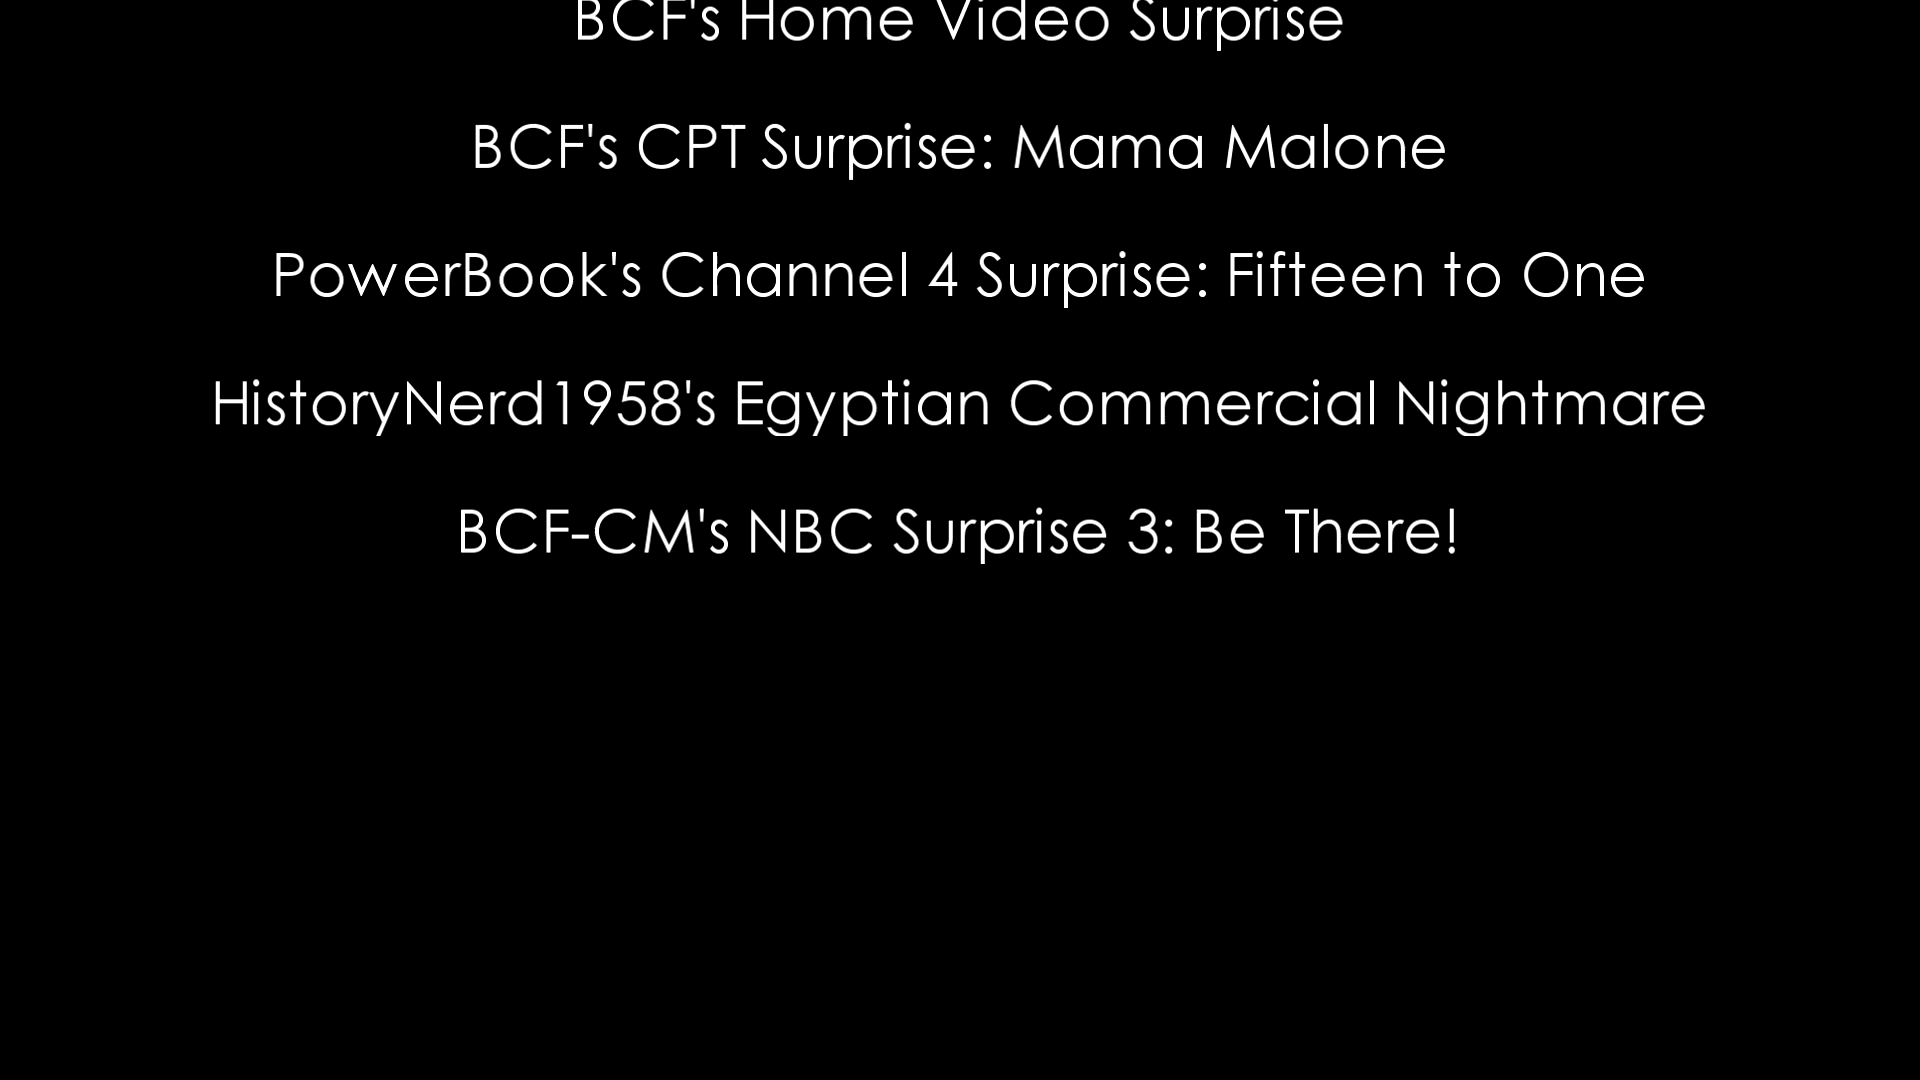 BCF's Home Video Surprise
BCF's CPT Surprise: Mama Malone
PowerBook's Channel 4 Surprise: Fifteen to One
HistoryNerd1958's Egyptian Commercial Nightmare
BCF-CM's NBC Surprise 3: Be There!